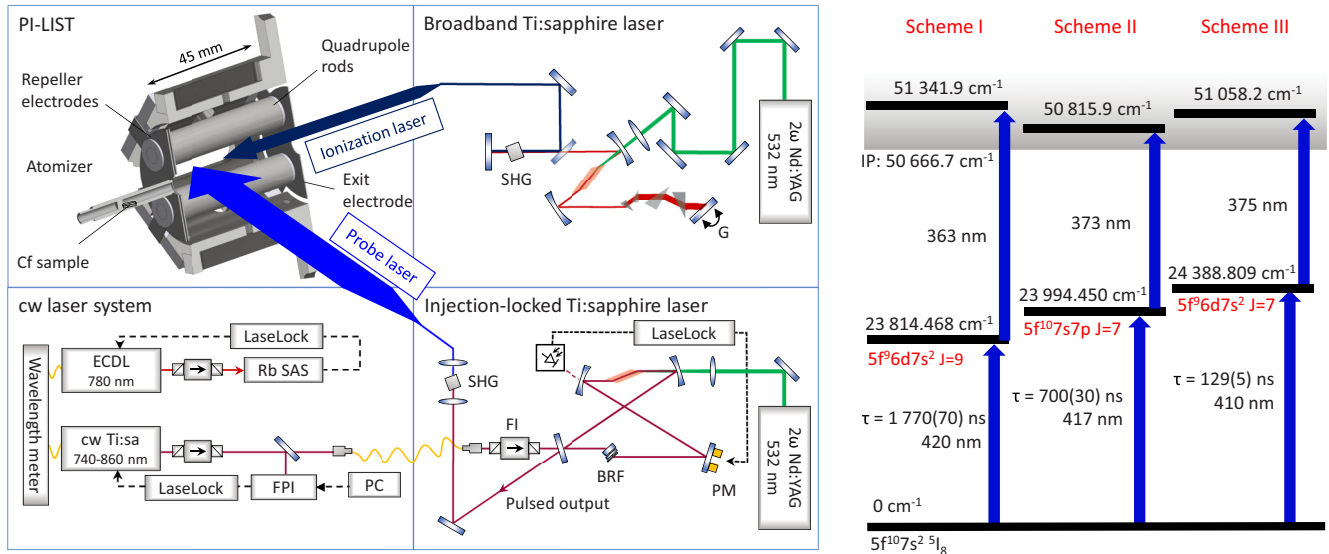 PI-LIST
45 mm
Quadrupole
rods
Repeller
electrodes
Atomizer
Cf sample
Exit
electrode
Ionization laser
Probe laser
Broadband Ti:sapphire laser
SHG
G
2ω Nd:YAG
532 nm
cw laser system
Wavelength meter
LaseLock
ECDL
780 nm
Rb SAS
cw Ti:sa
740-860 nm
LaseLock
FPI
PC
Injection-locked Ti:sapphire laser
LaseLock
SHG
FI
BRF
PM
Pulsed output
2ω Nd:YAG
532 nm
Scheme I
Scheme II
Scheme III
51 341.9 cm⁻¹
50 815.9 cm⁻¹
51 058.2 cm⁻¹
IP: 50 666.7 cm⁻¹
363 nm
373 nm
375 nm
23 814.468 cm⁻¹
5f⁹6d7s² J=9
23 994.450 cm⁻¹
5f¹⁰7s7p J=7
24 388.809 cm⁻¹
5f⁹6d7s² J=7
τ = 1 770(70) ns
420 nm
τ = 700(30) ns
417 nm
τ = 129(5) ns
410 nm
0 cm⁻¹
5f¹⁰7s² ⁵I₈